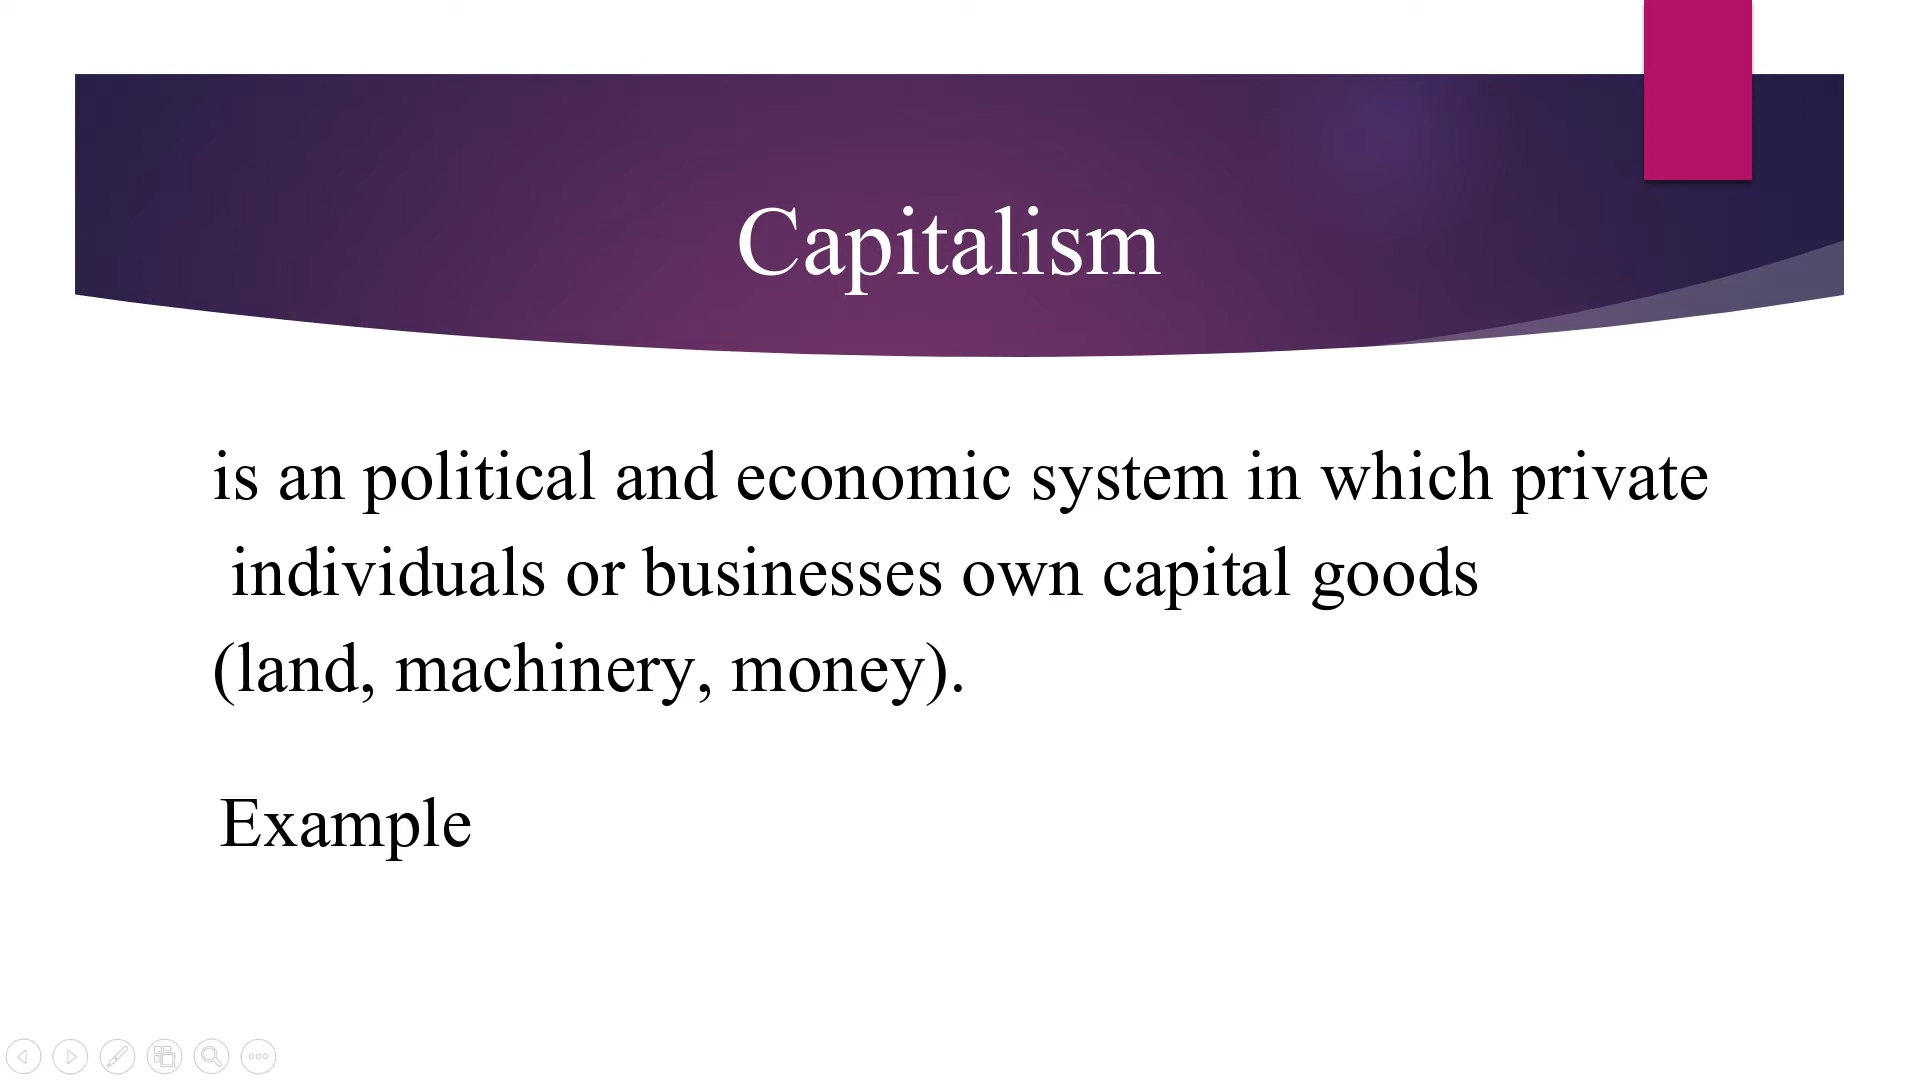 Capitalism
is an political and economic system in which private
individuals or businesses own capital goods
(land, machinery, money).
Example